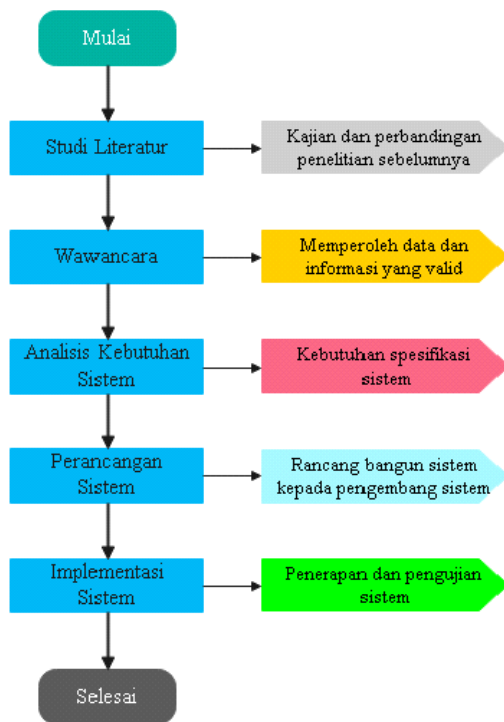 Mulai
Studi Literatur
Kajian dan perbandingan
penelitian sebelumnya
Wawancara
Memperoleh data dan
informasi yang valid
Analisis Kebutuhan
Sistem
Kebutuhan spesifikasi
sistem
Perancangan
Sistem
Rancang bangun sistem
kepada pengembang sistem
Implementasi
Sistem
Penerapan dan pengujian
sistem
Selesai